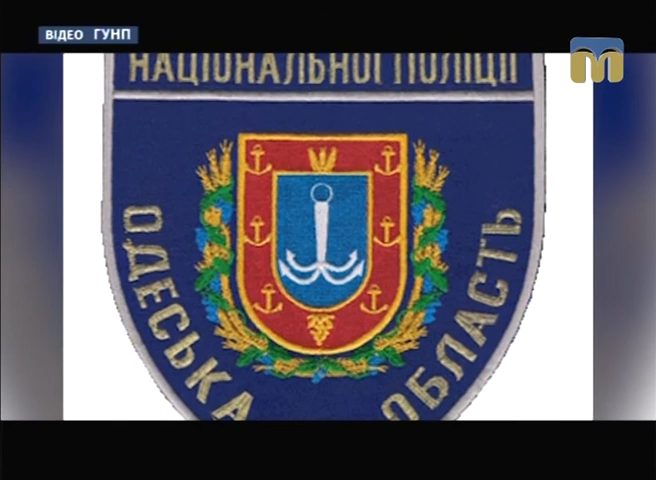 ВІДЕО ГУНП
НАЦІОНАЛЬНОЇ ПОЛІЦІЇ
ОДЕСЬКА
ОБЛАСТЬ